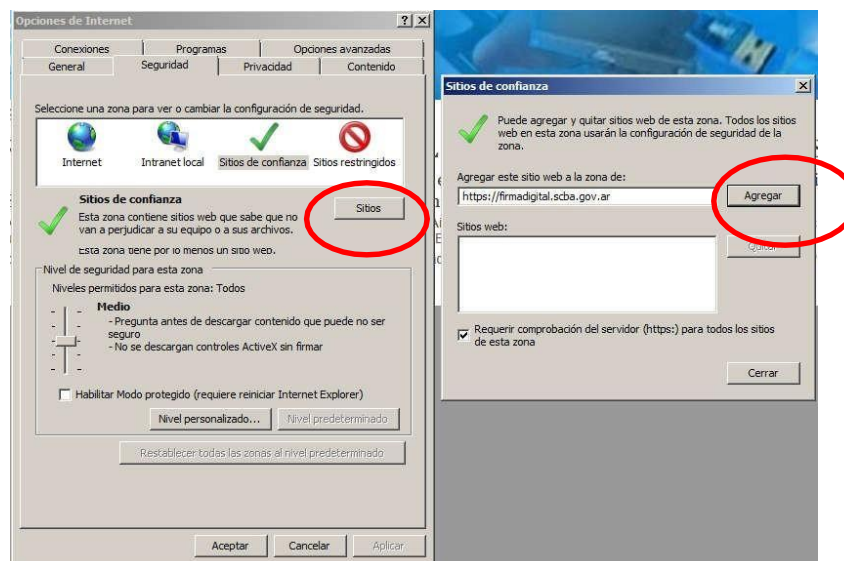 Opciones de Internet
Conexiones Programas Opciones avanzadas
General Seguridad Privacidad Contenido
Seleccione una zona para ver o cambiar la configuración de seguridad.
Internet Intranet local Sitios de confianza Sitios restringidos
Sitios de confianza
Esta zona contiene sitios web que sabe que no
van a perjudicar a su equipo o a sus archivos.
Esta zona tiene por lo menos un sitio web.
Sitios
Nivel de seguridad para esta zona
Niveles permitidos para esta zona: Todos
Medio
- Pregunta antes de descargar contenido que puede no ser
seguro
- No se descargan controles ActiveX sin firmar
Habilitar Modo protegido (requiere reiniciar Internet Explorer)
Nivel personalizado... Nivel predeterminado
Restablecer todas las zonas al nivel predeterminado
Aceptar Cancelar Aplicar
Sitios de confianza
Puede agregar y quitar sitios web de esta zona. Todos los sitios
web en esta zona usarán la configuración de seguridad de la
zona.
Agregar este sitio web a la zona de:
https://firmadigital.scba.gov.ar Agregar
Sitios web:
Quitar
Requerir comprobación del servidor (https:) para todos los sitios
de esta zona
Cerrar